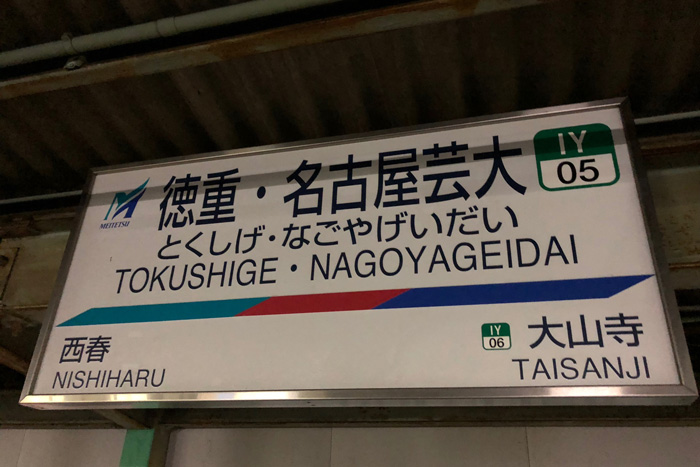 MEITETSU
徳重・名古屋芸大
IY
05
とくしげ・なごやげいだい
TOKUSHIGE・NAGOYAGEIDAI
西春
NISHIHARU
IY
06
大山寺
TAISANJI